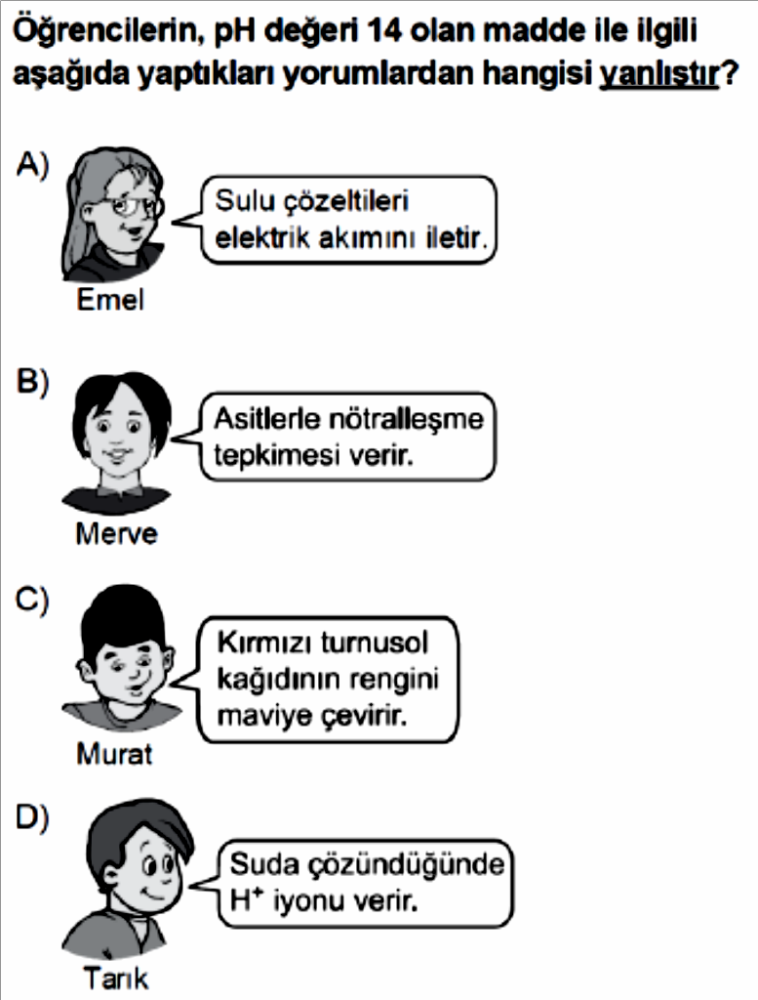 Öğrencilerin, pH değeri 14 olan madde ile ilgili
aşağıda yaptıkları yorumlardan hangisi yanlıştır?
A)
Sulu çözeltileri
elektrik akımını iletir.
Emel
B)
Asitlerle nötralleşme
tepkimesi verir.
Merve
C)
Kırmızı turnusol
kağıdının rengini
maviye çevirir.
Murat
D)
Suda çözündüğünde
H⁺ iyonu verir.
Tarık